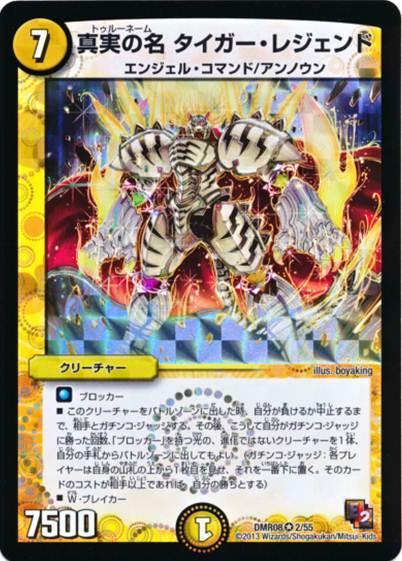 トゥルーネーム
7 真実の名 タイガー・レジェンド
エンジェル・コマンド/アンノウン
illus. boyaking
クリーチャー
ブロッカー
■ このクリーチャーをバトルゾーンに出した時、自分が負けるか中止するま
で、相手とガチンコ・ジャッジする。その後、こうして自分がガチンコ・ジャッジ
に勝った回数、「ブロッカー」を持つ光の、進化ではないクリーチャーを1体、
自分の手札からバトルゾーンに出してもよい。(ガチンコ・ジャッジ:各プレ
イヤーは自身の山札の上から1枚目を見せ、それを一番下に置く。そのカー
ドのコストが相手以上であれば、自分の勝ちとする)
■ W・ブレイカー
7500
1
DMR08 2/55
©2013 Wizards/Shogakukan/Mitsui-Kids